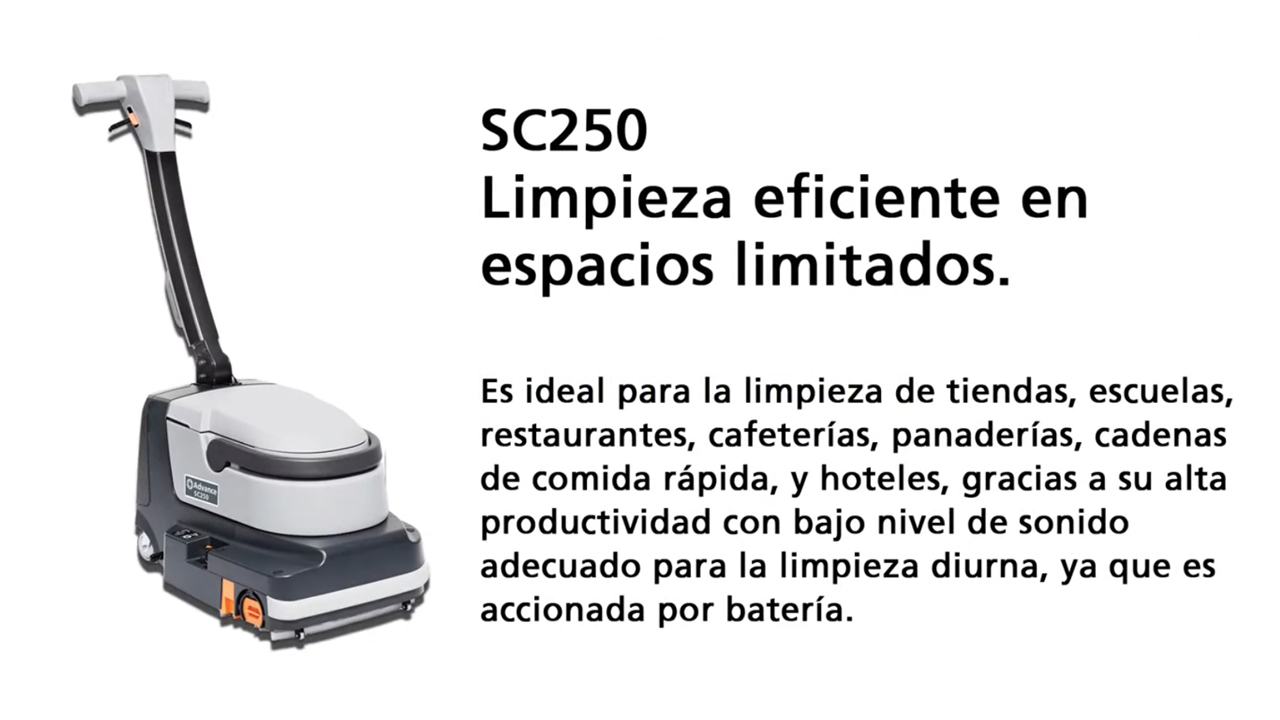 SC250
Limpieza eficiente en
espacios limitados.
Es ideal para la limpieza de tiendas, escuelas,
restaurantes, cafeterías, panaderías, cadenas
de comida rápida, y hoteles, gracias a su alta
productividad con bajo nivel de sonido
adecuado para la limpieza diurna, ya que es
accionada por batería.
Advance
SC250